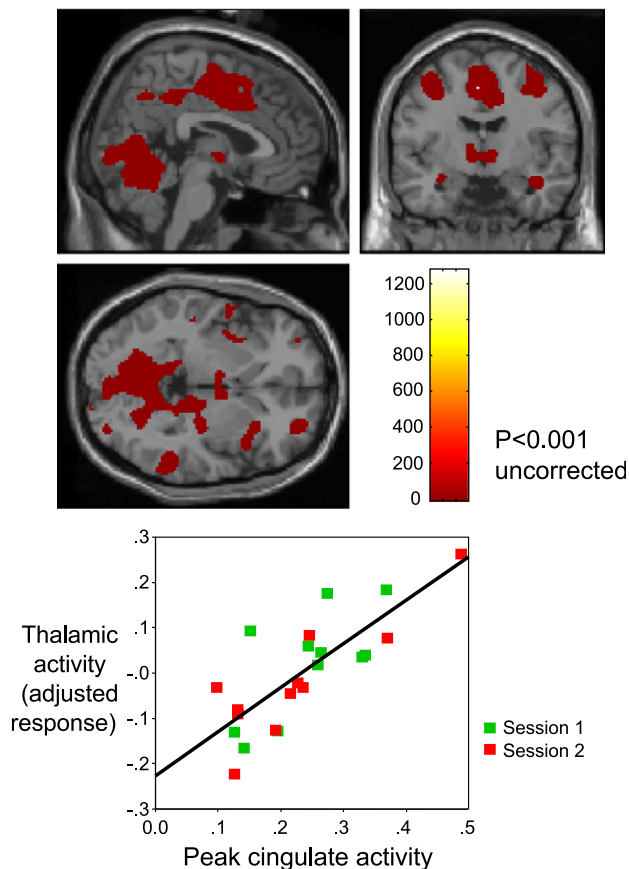 1200
1000
800
600
400
200
0
P<0.001
uncorrected
.3
.2
.1
-.0
-.1
-.2
-.3
Thalamic
activity
(adjusted
response)
0.0 .1 .2 .3 .4 .5
Peak cingulate activity
Session 1
Session 2